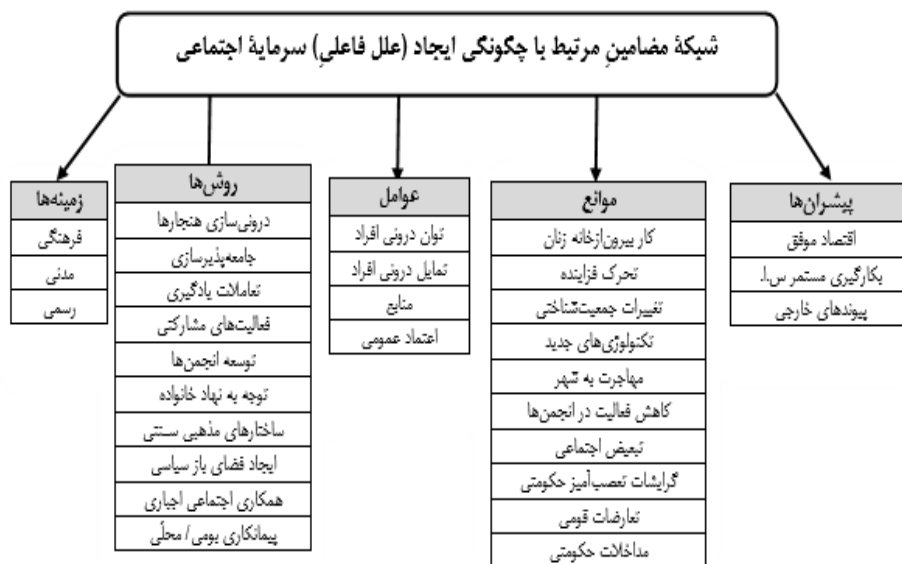 شبکۀ مضامینِ مرتبط با چگونگی ایجاد (علل فاعلیِ) سرمایۀ اجتماعی
پیشران‌ها
اقتصاد موفق
بکارگیری مستمر س.ا.
پیوندهای خارجی
موانع
کار بیرون‌ازخانه زنان
تحرک فزاینده
تغییرات جمعیت‌شناختی
تکنولوژی‌های جدید
مهاجرت به شهر
کاهش فعالیت در انجمن‌ها
تبعیض اجتماعی
گرایشات تعصب‌آمیز حکومتی
تعارضات قومی
مداخلات حکومتی
عوامل
توان درونی افراد
تمایل درونی افراد
منابع
اعتماد عمومی
روش‌ها
درونی‌سازی هنجارها
جامعه‌پذیرسازی
تعاملات یادگیری
فعالیت‌های مشارکتی
توسعه انجمن‌ها
توجه به نهاد خانواده
ساختارهای مذهبی سنتی
ایجاد فضای باز سیاسی
همکاری اجتماعی اجباری
پیمانکاری بومی/ محلّی
زمینه‌ها
فرهنگی
مدنی
رسمی